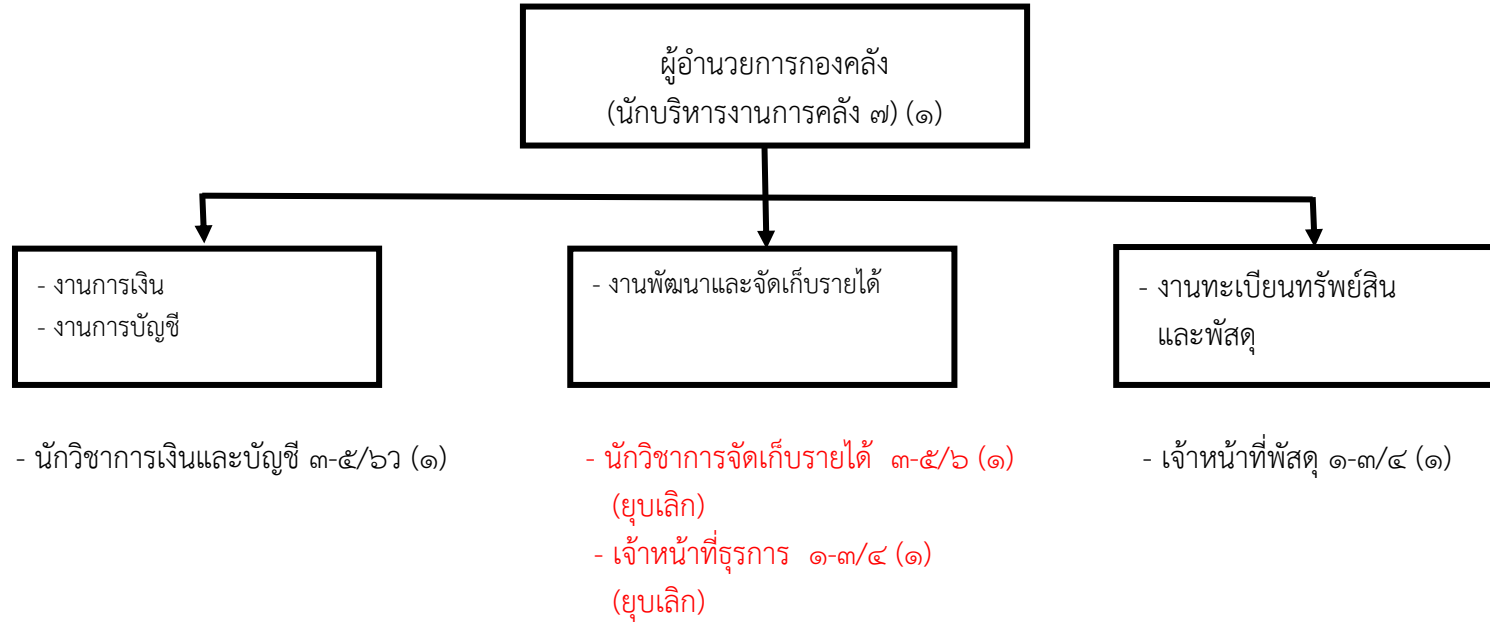 ผู้อำนวยการกองคลัง
(นักบริหารงานการคลัง ๗) (๑)
- งานการเงิน
- งานการบัญชี
- งานพัฒนาและจัดเก็บรายได้
- งานทะเบียนทรัพย์สิน
และพัสดุ
- นักวิชาการเงินและบัญชี ๓-๕/๖ว (๑)
- นักวิชาการจัดเก็บรายได้ ๓-๕/๖ (๑)
(ยุบเลิก)
- เจ้าหน้าที่ธุรการ ๑-๓/๔ (๑)
(ยุบเลิก)
- เจ้าหน้าที่พัสดุ ๑-๓/๔ (๑)